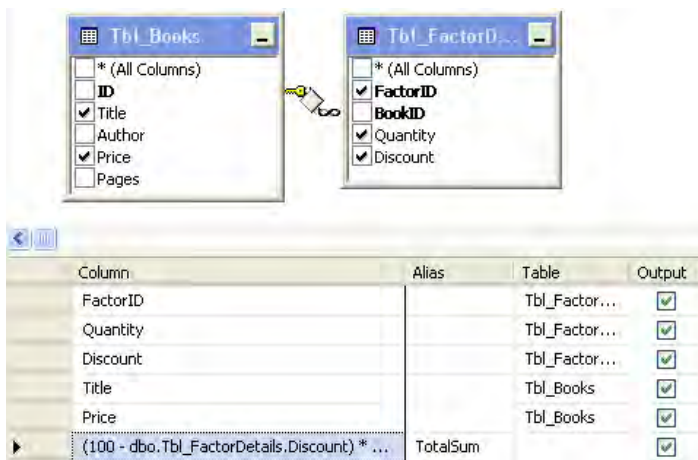 Tbl_Books
* (All Columns)
ID
Title
Author
Price
Pages
Tbl_FactorD...
* (All Columns)
FactorID
BookID
Quantity
Discount
Column Alias Table Output
FactorID Tbl_Factor...
Quantity Tbl_Factor...
Discount Tbl_Factor...
Title Tbl_Books
Price Tbl_Books
(100 - dbo.Tbl_FactorDetails.Discount) * ... TotalSum